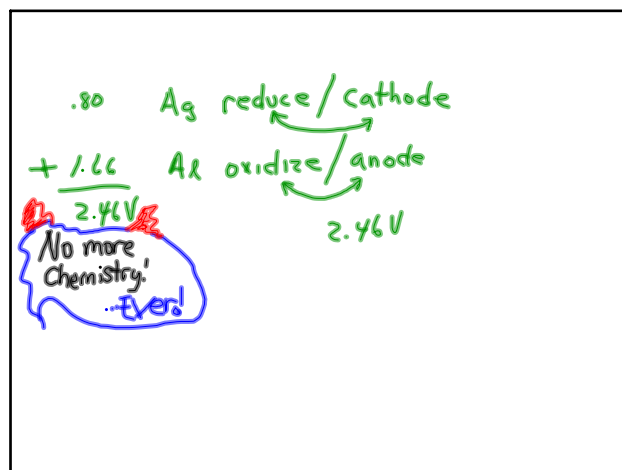 .80 Ag reduce / Cathode
+ 1.66 Al oxidize / anode
2.46V
2.46V
No more
Chemistry!
...Ever!